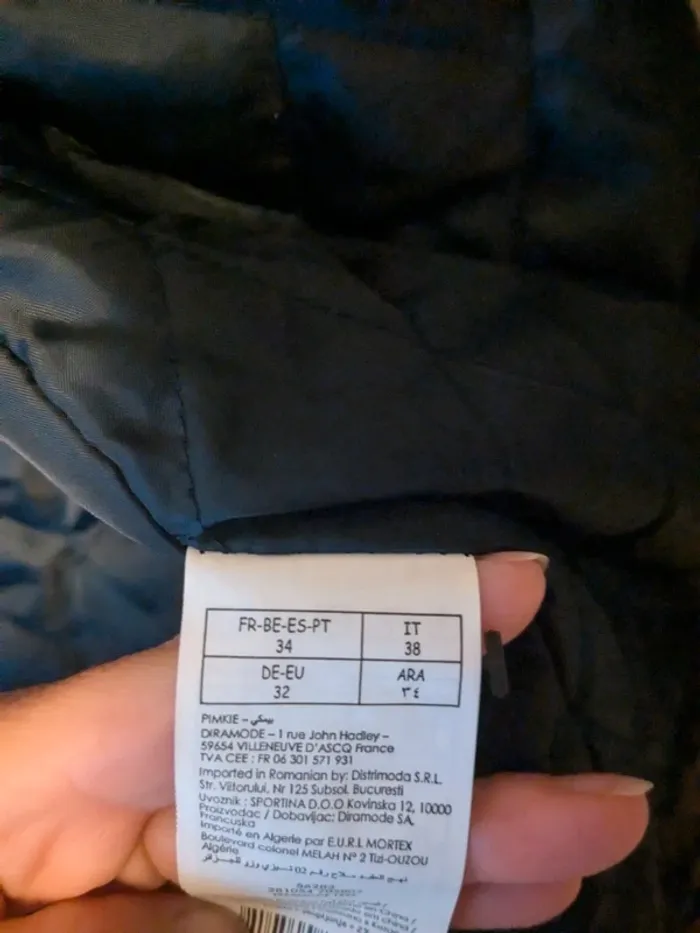 FR-BE-ES-PT
34
IT
38
DE-EU
32
ARA
٣٤
PIMKIE – بيمكي
DIRAMODE – 1 rue John Hadley –
59654 VILLENEUVE D'ASCQ France
TVA CEE : FR 06 301 571 931
Imported in Romanian by: Distrimoda S.R.L.
Str. Viitorului, Nr 125 Subsol. Bucuresti
Uvoznik : SPORTINA D.O.O Kovinska 12, 10000
Proizvodac / Dobavljac: Diramode SA,
Francuska
Importé en Algerie par E.U.R.L MORTEX
Boulevard colonel MELAH N° 2 Tizi-OUZOU
Algérie